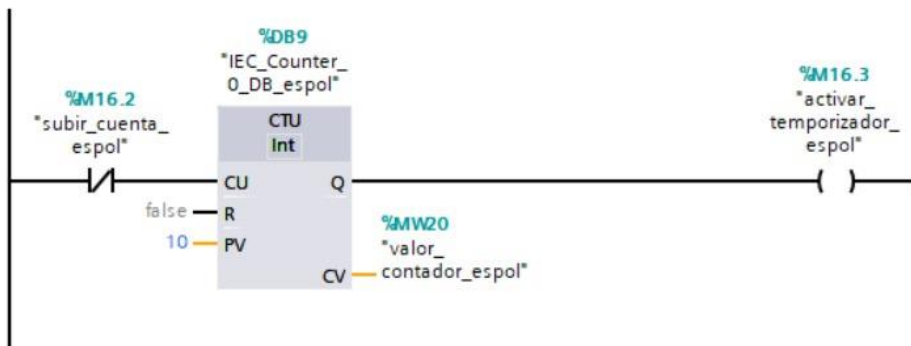 %DB9
"IEC_Counter_
0_DB_espol"
%M16.2
"subir_cuenta_
espol"
CTU
Int
%M16.3
"activar_
temporizador_
espol"
CU
Q
false
R
10
PV
%MW20
"valor_
contador_espol"
CV